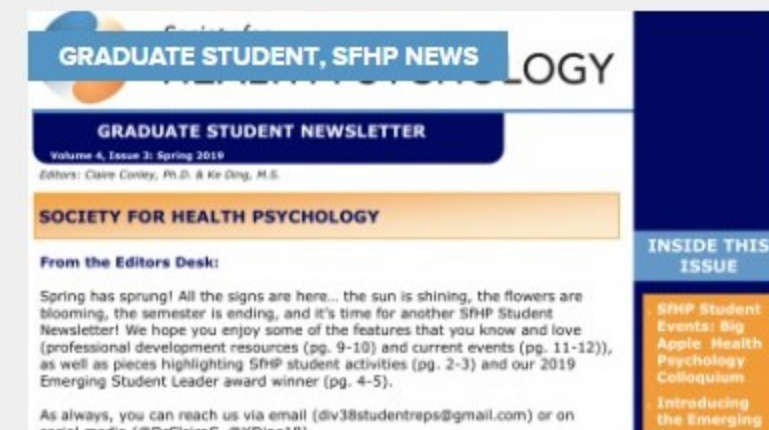 GRADUATE STUDENT, SFHP NEWS
OGY
GRADUATE STUDENT NEWSLETTER
Volume 4, Issue 3: Spring 2019
Editors: Claire Conley, Ph.D. & Ke Ding, M.S.
SOCIETY FOR HEALTH PSYCHOLOGY
From the Editors Desk:
Spring has sprung! All the signs are here... the sun is shining, the flowers are
blooming, the semester is ending, and it's time for another SfHP Student
Newsletter! We hope you enjoy some of the features that you know and love
(professional development resources (pg. 9-10) and current events (pg. 11-12)),
as well as pieces highlighting SfHP student activities (pg. 2-3) and our 2019
Emerging Student Leader award winner (pg. 4-5).
As always, you can reach us via email (div38studentreps@gmail.com) or on
INSIDE THIS
ISSUE
. SfHP Student
Events: Big
Apple Health
Psychology
Colloquium
. Introducing
the Emerging